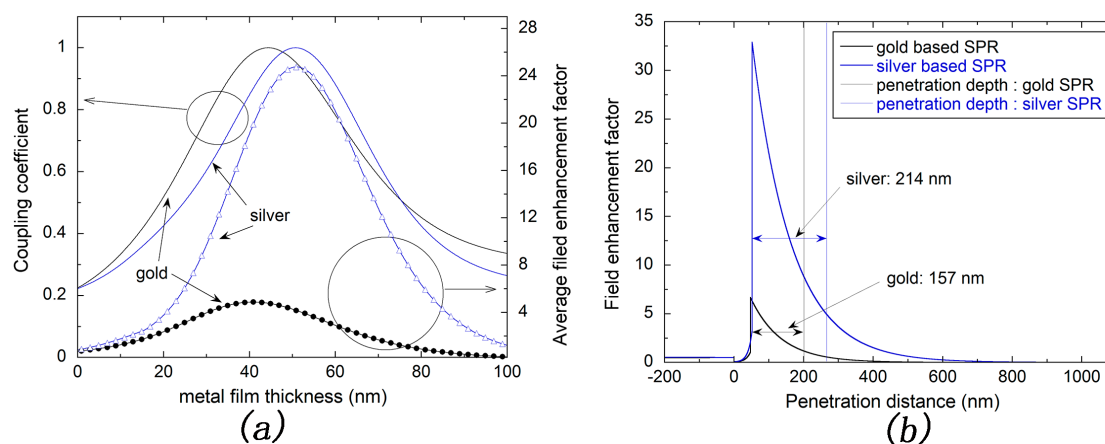 1
0.8
0.6
0.4
0.2
0
Coupling coefficient
28
24
20
16
12
8
4
0
Average filed enhancement factor
silver
gold
0 20 40 60 80 100
metal film thickness (nm)
(a)
35
30
25
20
15
10
5
0
Field enhancement factor
gold based SPR
silver based SPR
penetration depth : gold SPR
penetration depth : silver SPR
silver: 214 nm
gold: 157 nm
-200 0 200 400 600 800 1000
Penetration distance (nm)
(b)